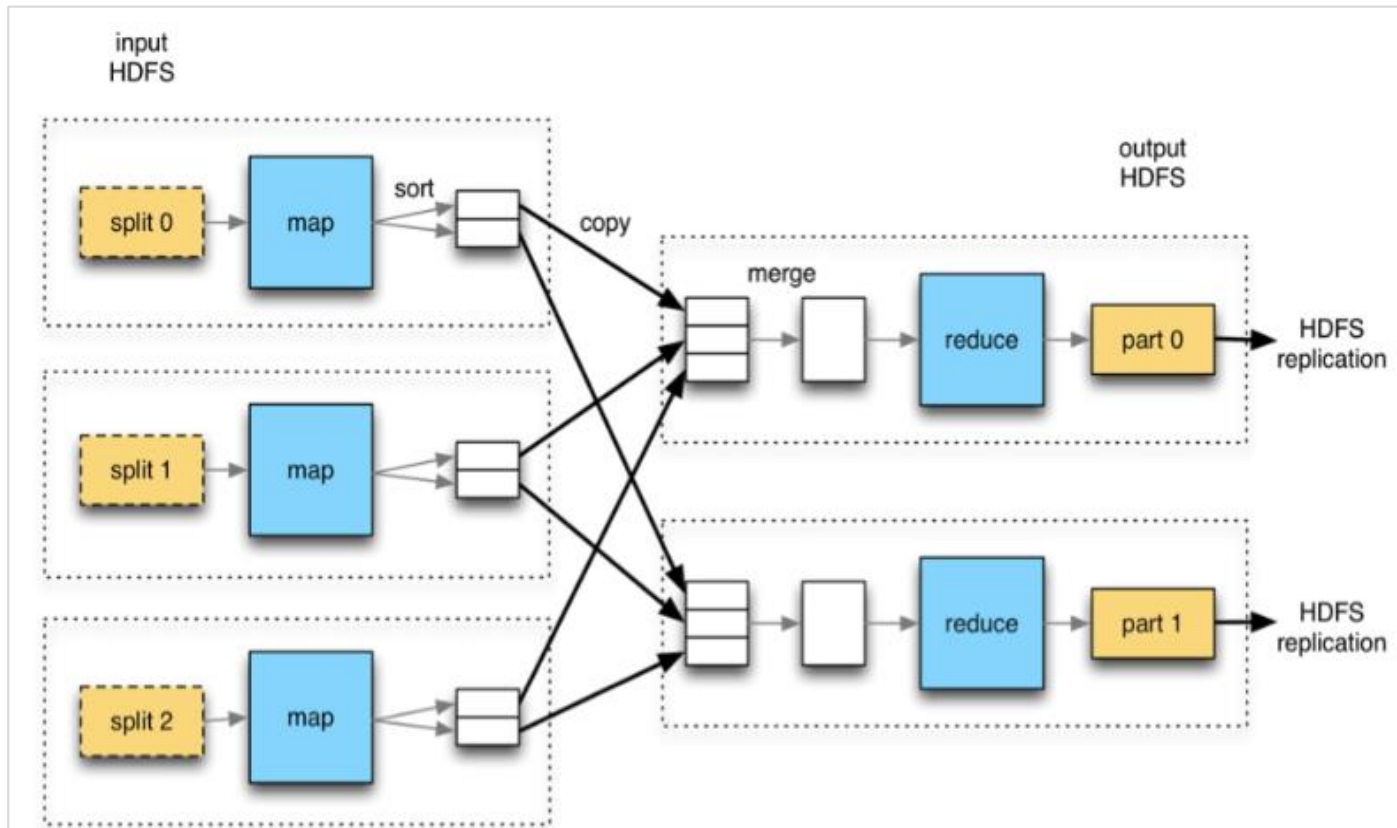 input
HDFS
split 0
map
sort
copy
split 1
map
split 2
map
output
HDFS
merge
reduce
part 0
HDFS
replication
reduce
part 1
HDFS
replication